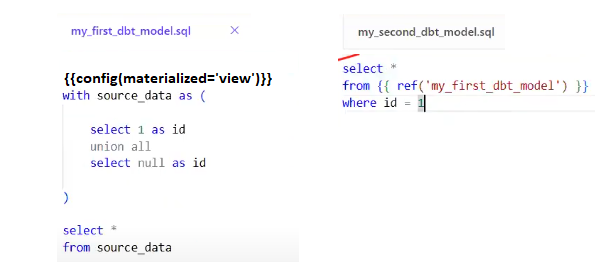 my_first_dbt_model.sql
{{config(materialized='view')}}
with source_data as (
select 1 as id
union all
select null as id
)
select *
from source_data
my_second_dbt_model.sql
select *
from {{ ref('my_first_dbt_model') }}
where id = 1